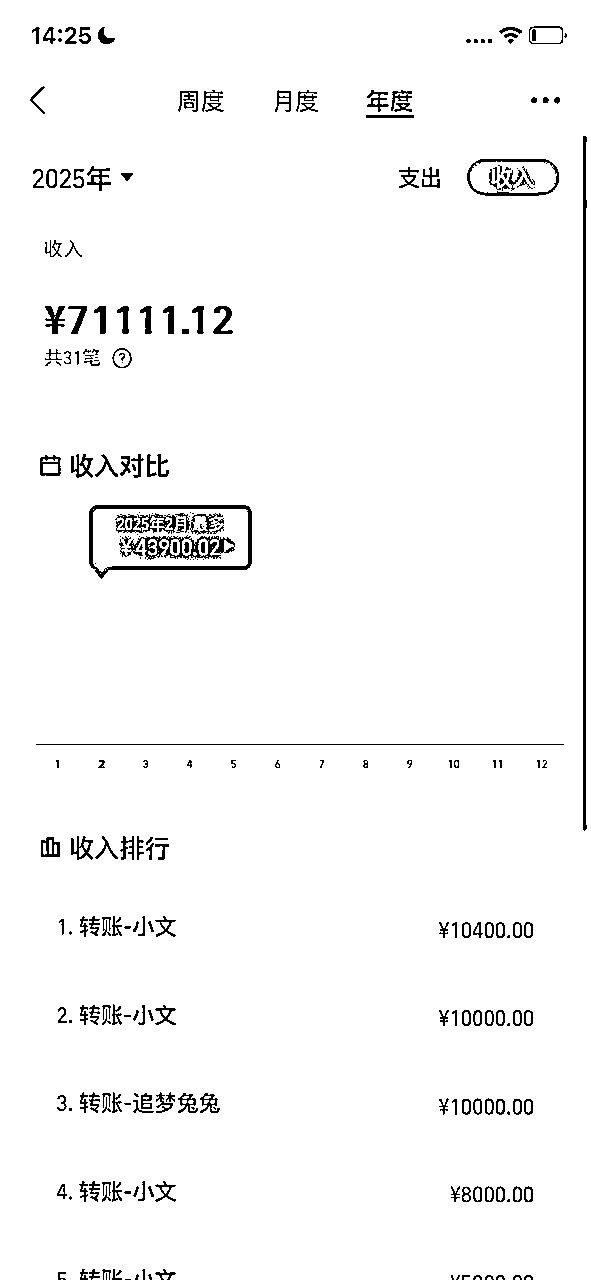 14:25
周度 月度 年度
2025年 支出 收入
收入
¥71111.12
共31笔
收入对比
2025年2月最多
¥43900.02
1 2 3 4 5 6 7 8 9 10 11 12
收入排行
1. 转账-小文 ¥10400.00
2. 转账-小文 ¥10000.00
3. 转账-追梦兔兔 ¥10000.00
4. 转账-小文 ¥8000.00
5. 转账-小文